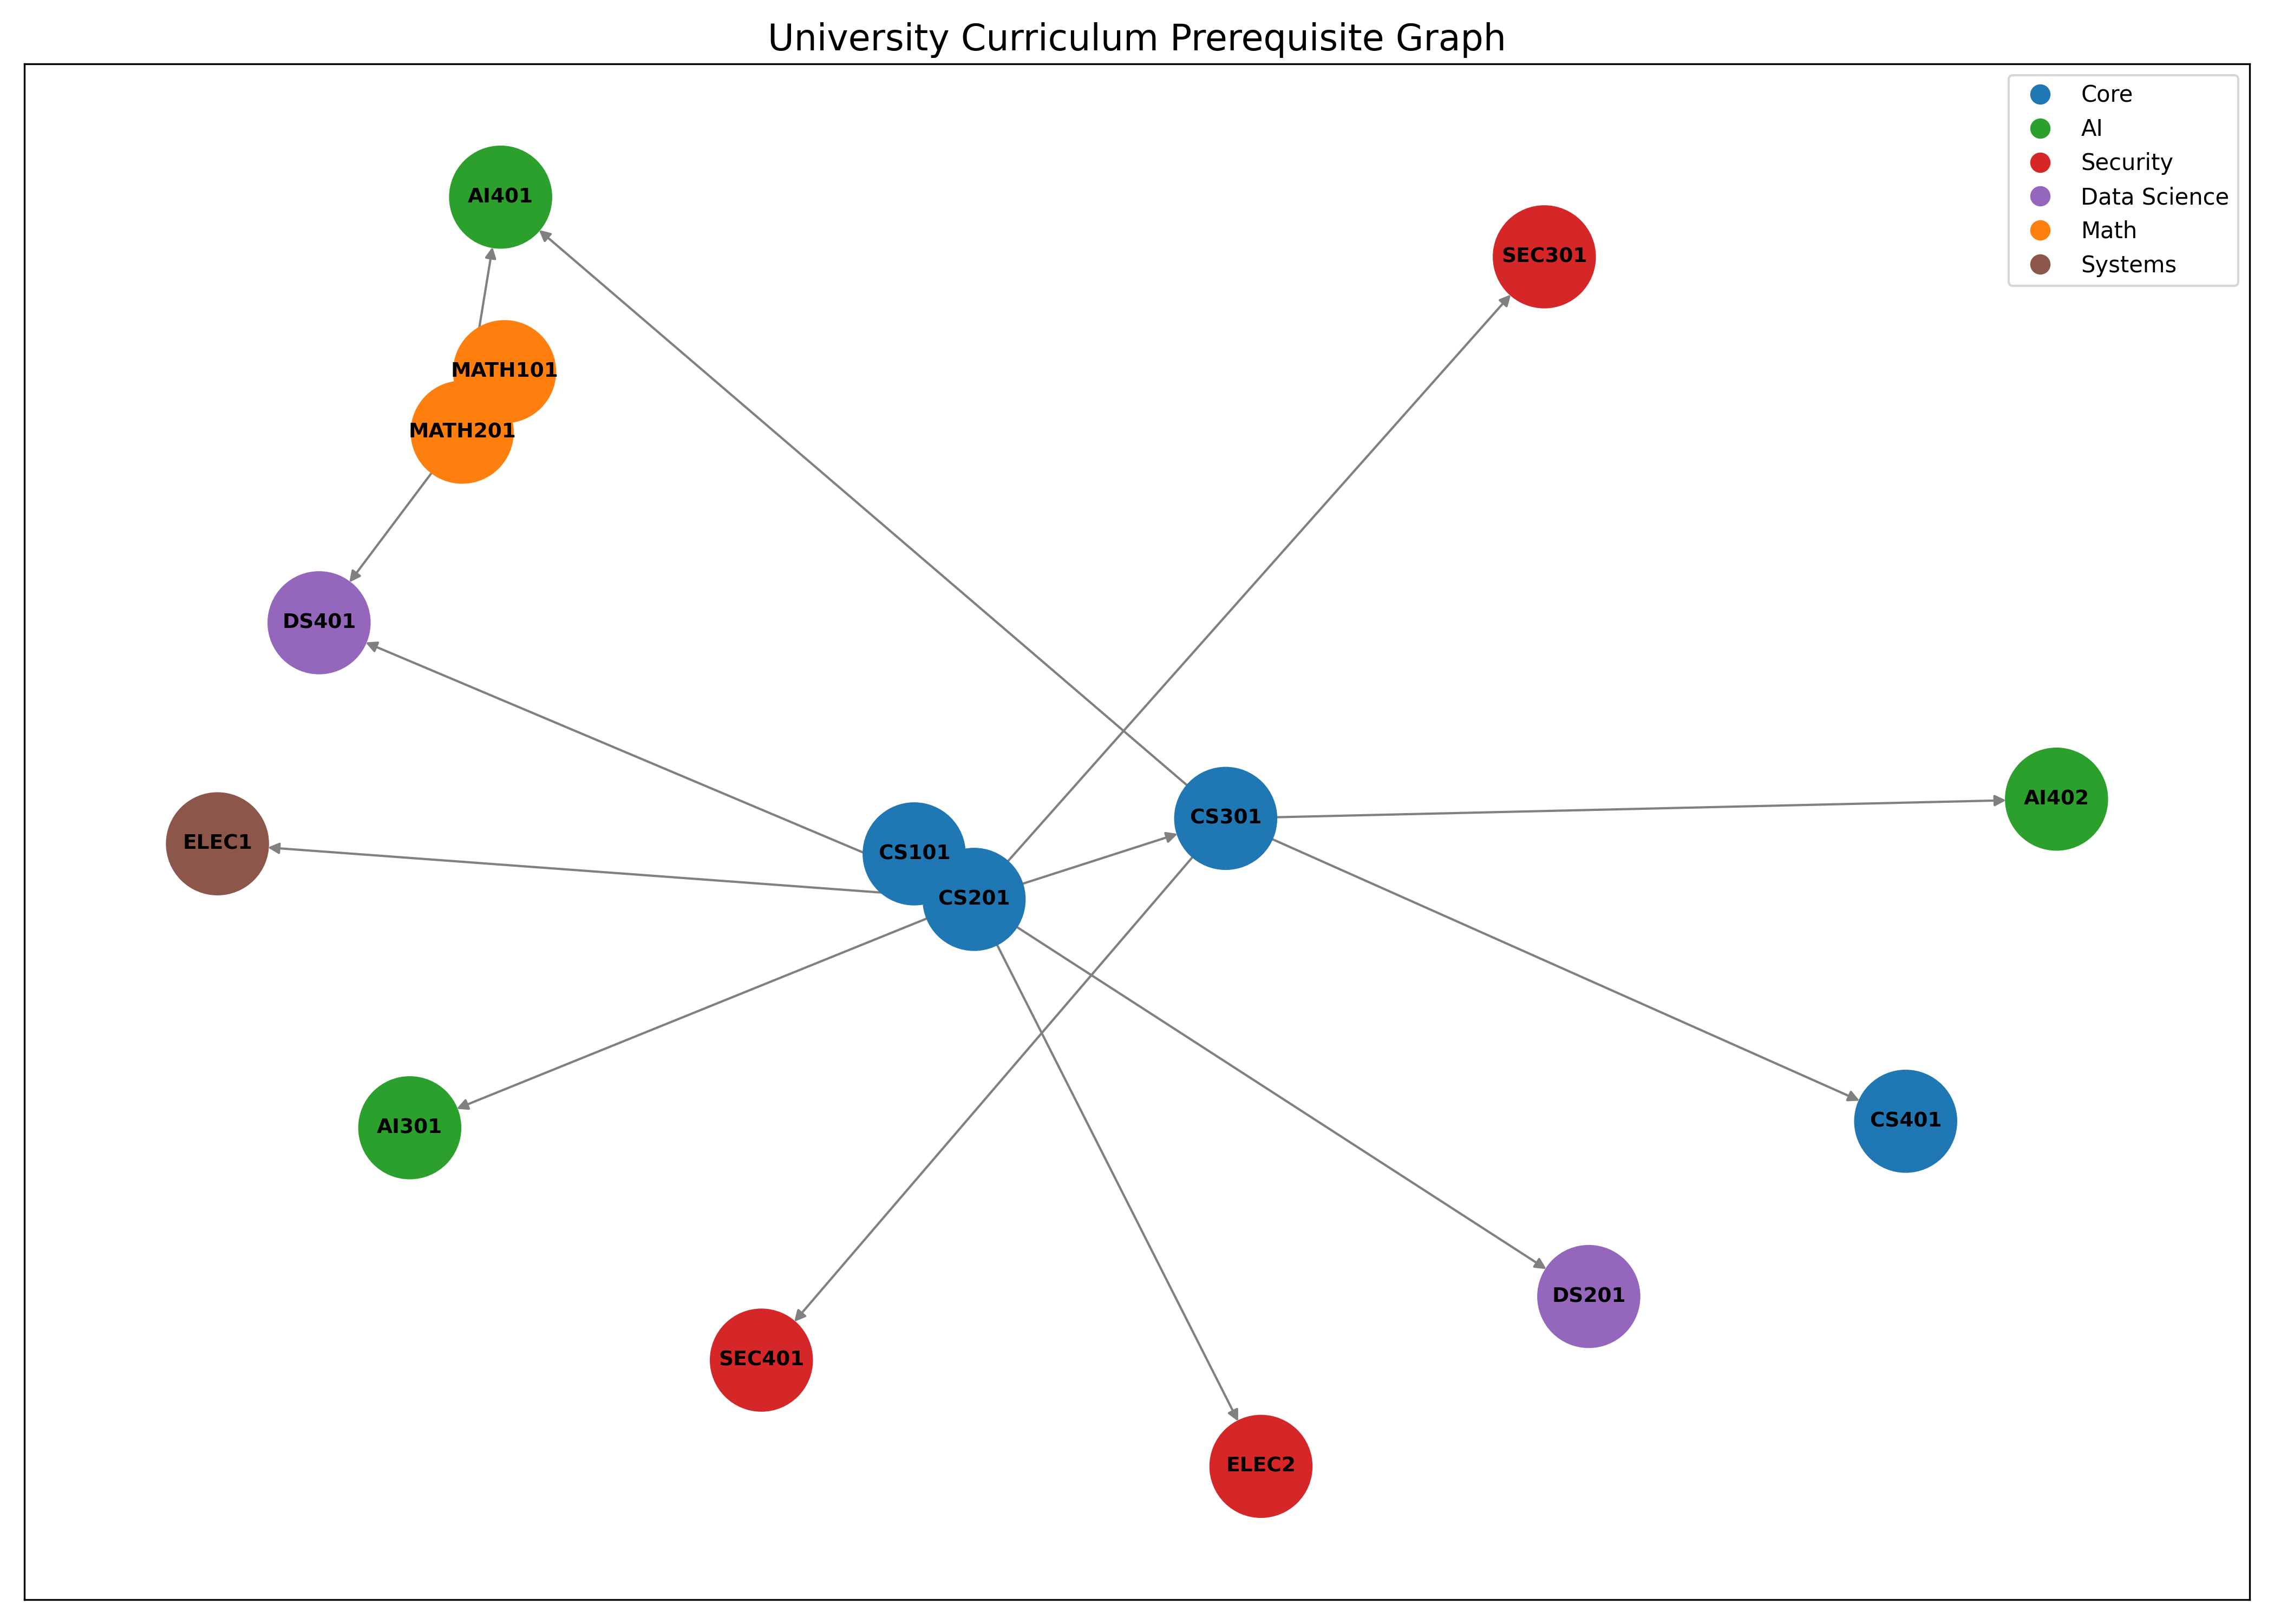 University Curriculum Prerequisite Graph
Core
AI
Security
Data Science
Math
Systems
AI401
SEC301
MATH101
MATH201
DS401
AI402
CS301
ELEC1
CS101
CS201
CS401
AI301
DS201
SEC401
ELEC2